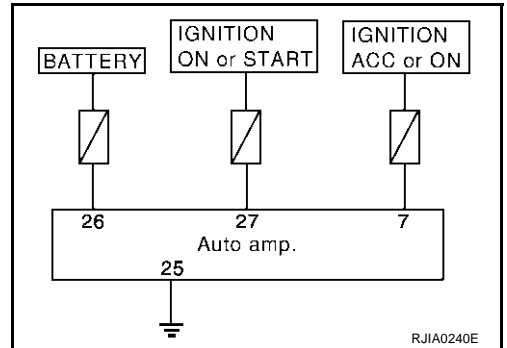 BATTERY
IGNITION
ON or START
IGNITION
ACC or ON
26 27 7
Auto amp.
25
RJIA0240E